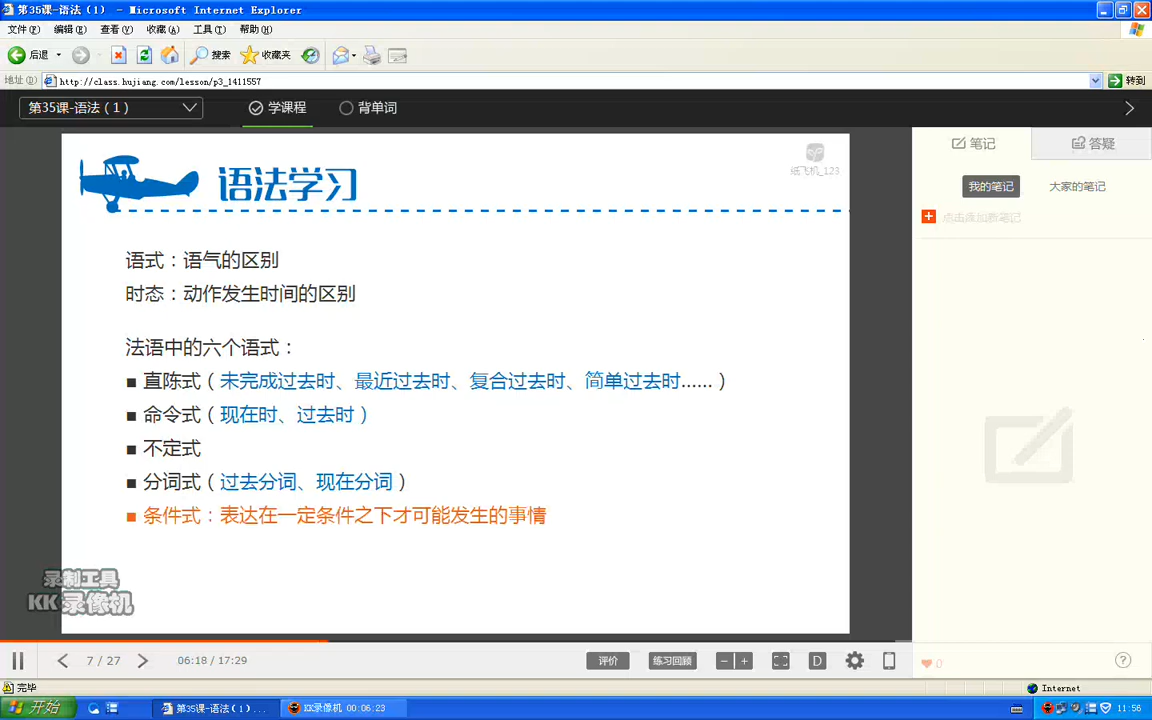 第35课-语法（1） - Microsoft Internet Explorer
文件(F) 编辑(E) 查看(V) 收藏(A) 工具(T) 帮助(H)
后退 搜索 收藏夹
地址(D) http://class.hujiang.com/lesson/p3_1411557 转到
第35课-语法（1） 学课程 背单词
笔记 答疑
我的笔记 大家的笔记
语法学习
纸飞机_123
语式：语气的区别
时态：动作发生时间的区别
法语中的六个语式：
■ 直陈式（未完成过去时、最近过去时、复合过去时、简单过去时……）
■ 命令式（现在时、过去时）
■ 不定式
■ 分词式（过去分词、现在分词）
■ 条件式：表达在一定条件之下才可能发生的事情
录制工具
KK录像机
7 / 27 06:18 / 17:29 评价 练习回顾 − + D 0 ?
完毕 Internet
开始 第35课-语法（1）... KK录像机 00:06:23 11:56